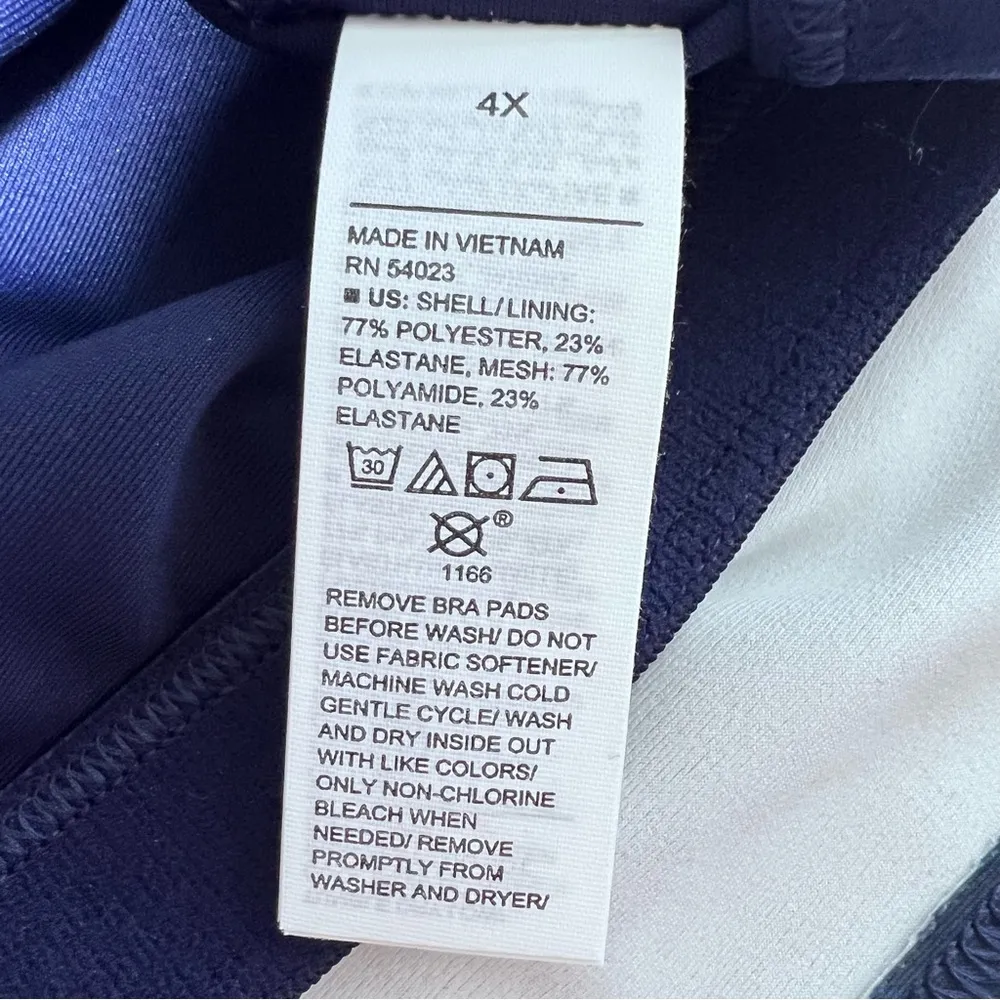 4X
MADE IN VIETNAM
RN 54023
US: SHELL/LINING:
77% POLYESTER, 23%
ELASTANE, MESH: 77%
POLYAMIDE, 23%
ELASTANE
30
®
1166
REMOVE BRA PADS
BEFORE WASH/ DO NOT
USE FABRIC SOFTENER/
MACHINE WASH COLD
GENTLE CYCLE/ WASH
AND DRY INSIDE OUT
WITH LIKE COLORS/
ONLY NON-CHLORINE
BLEACH WHEN
NEEDED/ REMOVE
PROMPTLY FROM
WASHER AND DRYER/